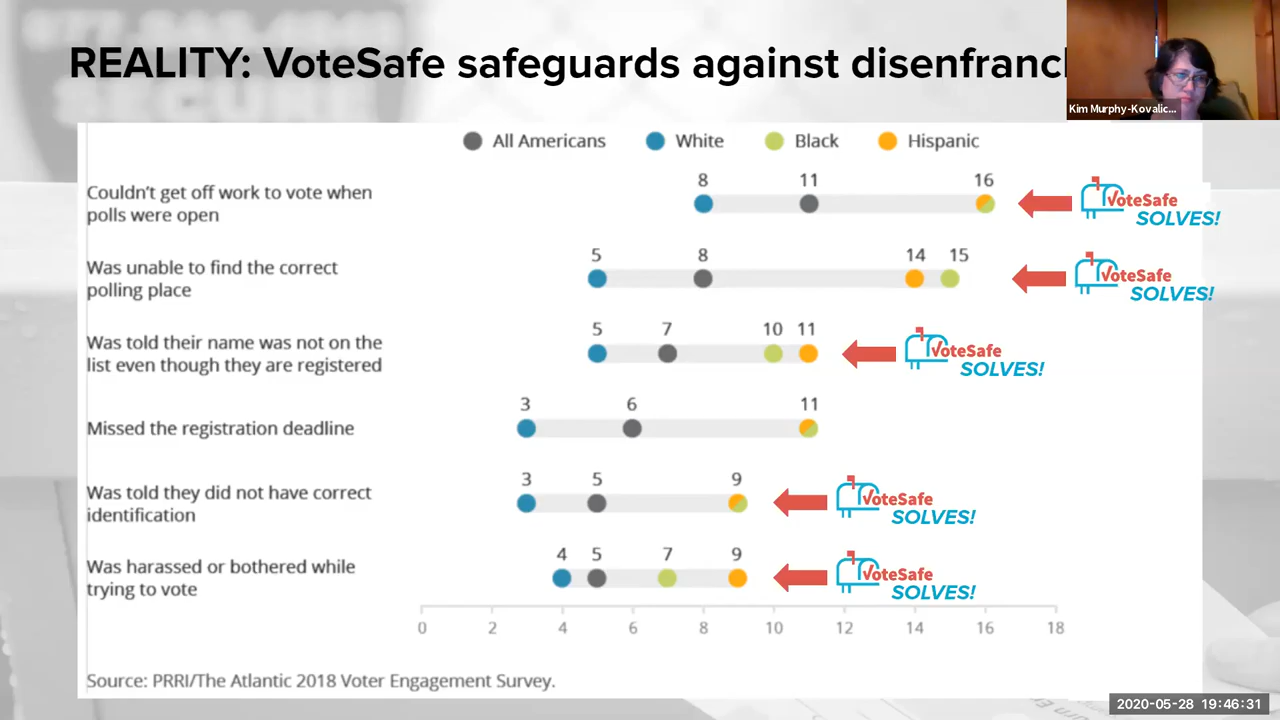 REALITY: VoteSafe safeguards against disenfranc
Kim Murphy-Kovalic...
All Americans White Black Hispanic
Couldn't get off work to vote when
polls were open
8 11 16
VoteSafe
SOLVES!
Was unable to find the correct
polling place
5 8 14 15
VoteSafe
SOLVES!
Was told their name was not on the
list even though they are registered
5 7 10 11
VoteSafe
SOLVES!
Missed the registration deadline
3 6 11
Was told they did not have correct
identification
3 5 9
VoteSafe
SOLVES!
Was harassed or bothered while
trying to vote
4 5 7 9
VoteSafe
SOLVES!
0 2 4 6 8 10 12 14 16 18
Source: PRRI/The Atlantic 2018 Voter Engagement Survey.
2020-05-28 19:46:31